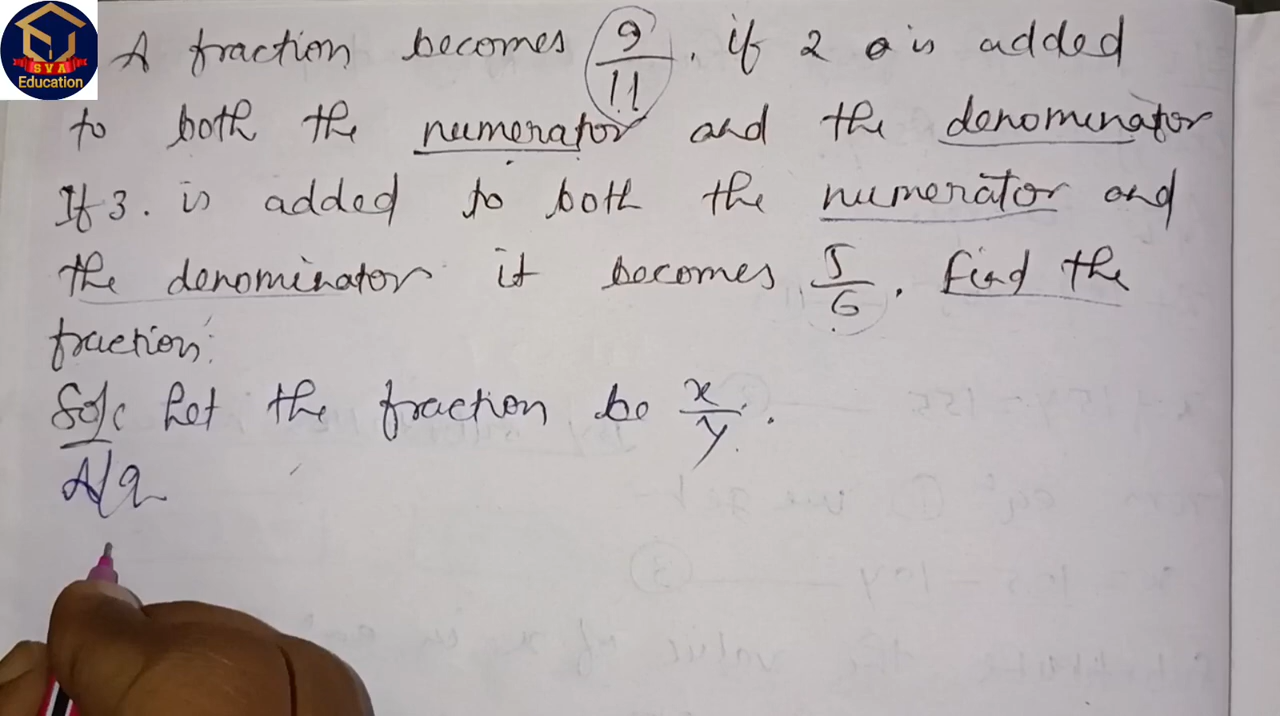 SVA
Education
A fraction becomes 9/11. if 2 is added
to both the numerator and the denominator
If 3. is added to both the numerator and
the denominator it becomes 5/6. find the
fraction:
Sol: Let the fraction be x/y.
A/q